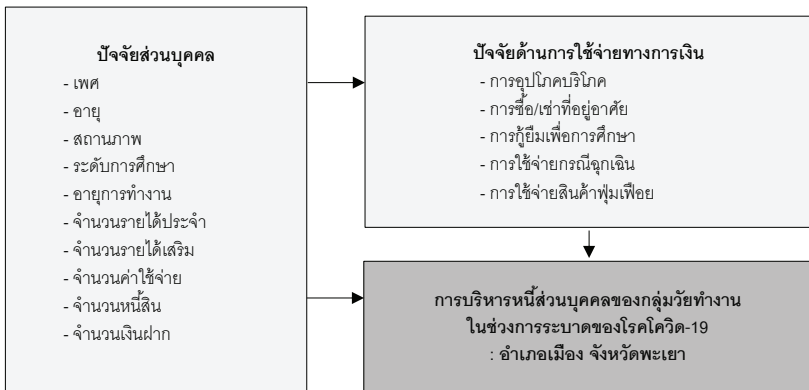 ปัจจัยส่วนบุคคล
- เพศ
- อายุ
- สถานภาพ
- ระดับการศึกษา
- อายุการทำงาน
- จำนวนรายได้ประจำ
- จำนวนรายได้เสริม
- จำนวนค่าใช้จ่าย
- จำนวนหนี้สิน
- จำนวนเงินฝาก
ปัจจัยด้านการใช้จ่ายทางการเงิน
- การอุปโภคบริโภค
- การซื้อ/เช่าที่อยู่อาศัย
- การกู้ยืมเพื่อการศึกษา
- การใช้จ่ายกรณีฉุกเฉิน
- การใช้จ่ายสินค้าฟุ่มเฟือย
การบริหารหนี้ส่วนบุคคลของกลุ่มวัยทำงาน
ในช่วงการระบาดของโรคโควิด-19
: อำเภอเมือง จังหวัดพะเยา